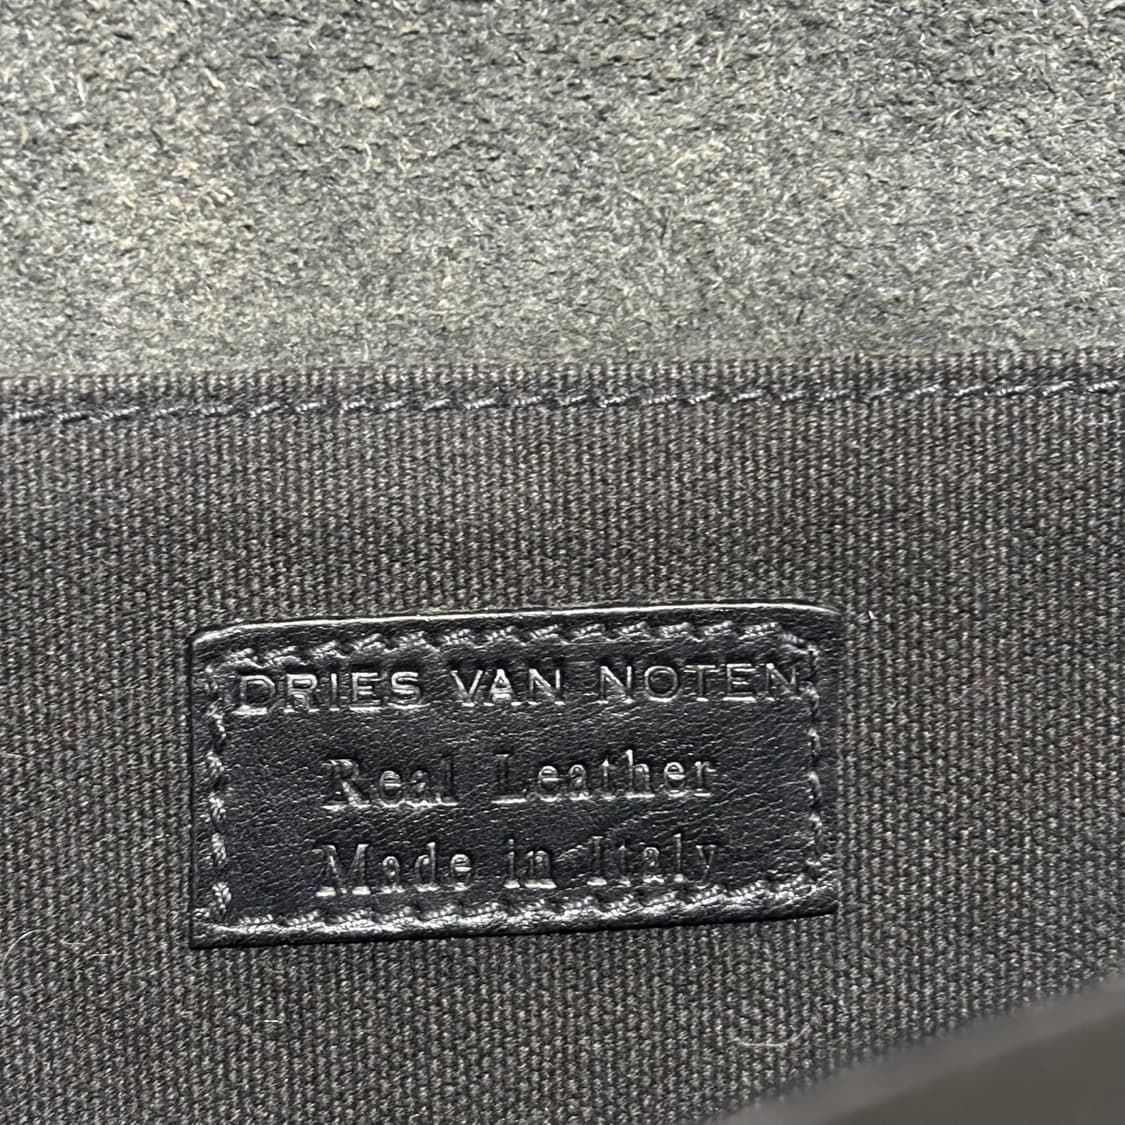 DRIES VAN NOTEN
Real Leather
Made in Italy